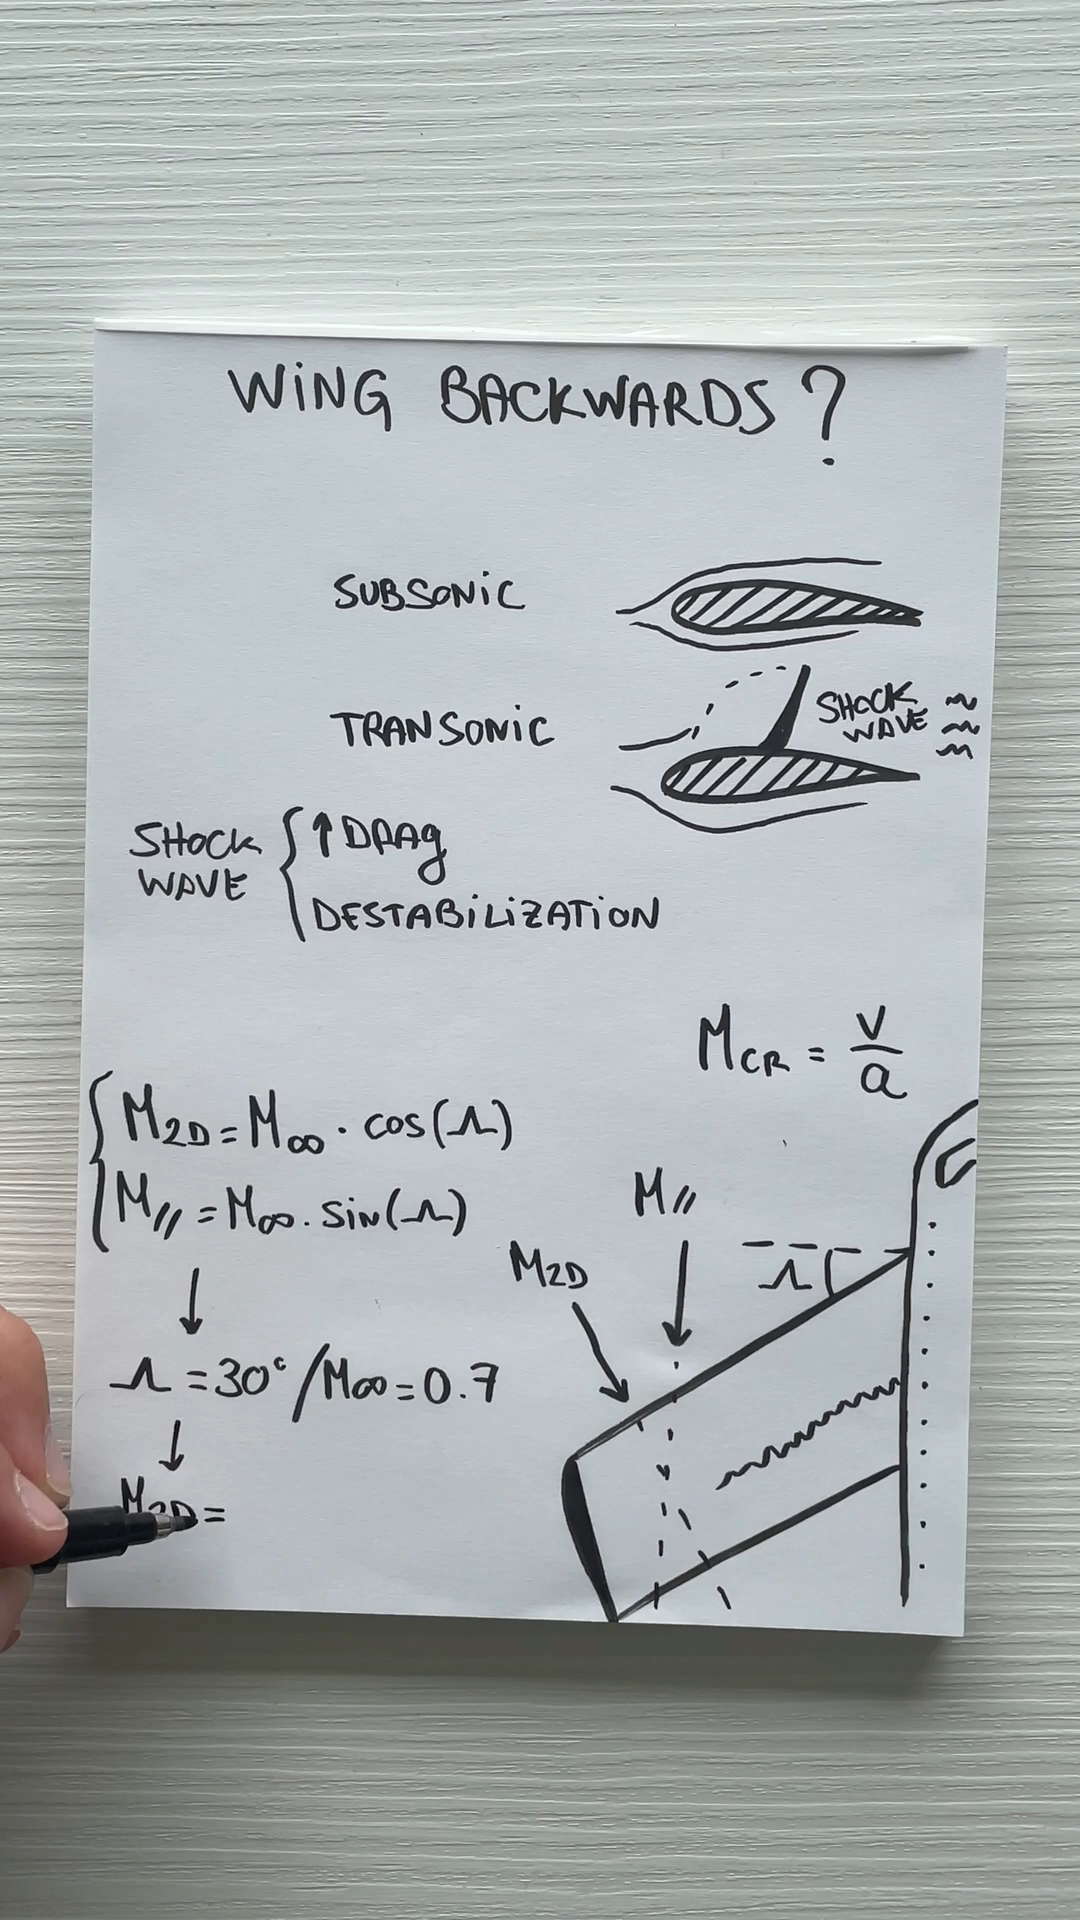 WING BACKWARDS?
SUBSONIC
TRANSONIC
SHOCK
WAVE
SHOCK
WAVE
↑ DRAG
DESTABILIZATION
M_CR = v/a
M_2D = M_∞ · cos(Λ)
M_// = M_∞ · sin(Λ)
M_//
M_2D
Λ
Λ = 30° / M_∞ = 0.7
M_2D =